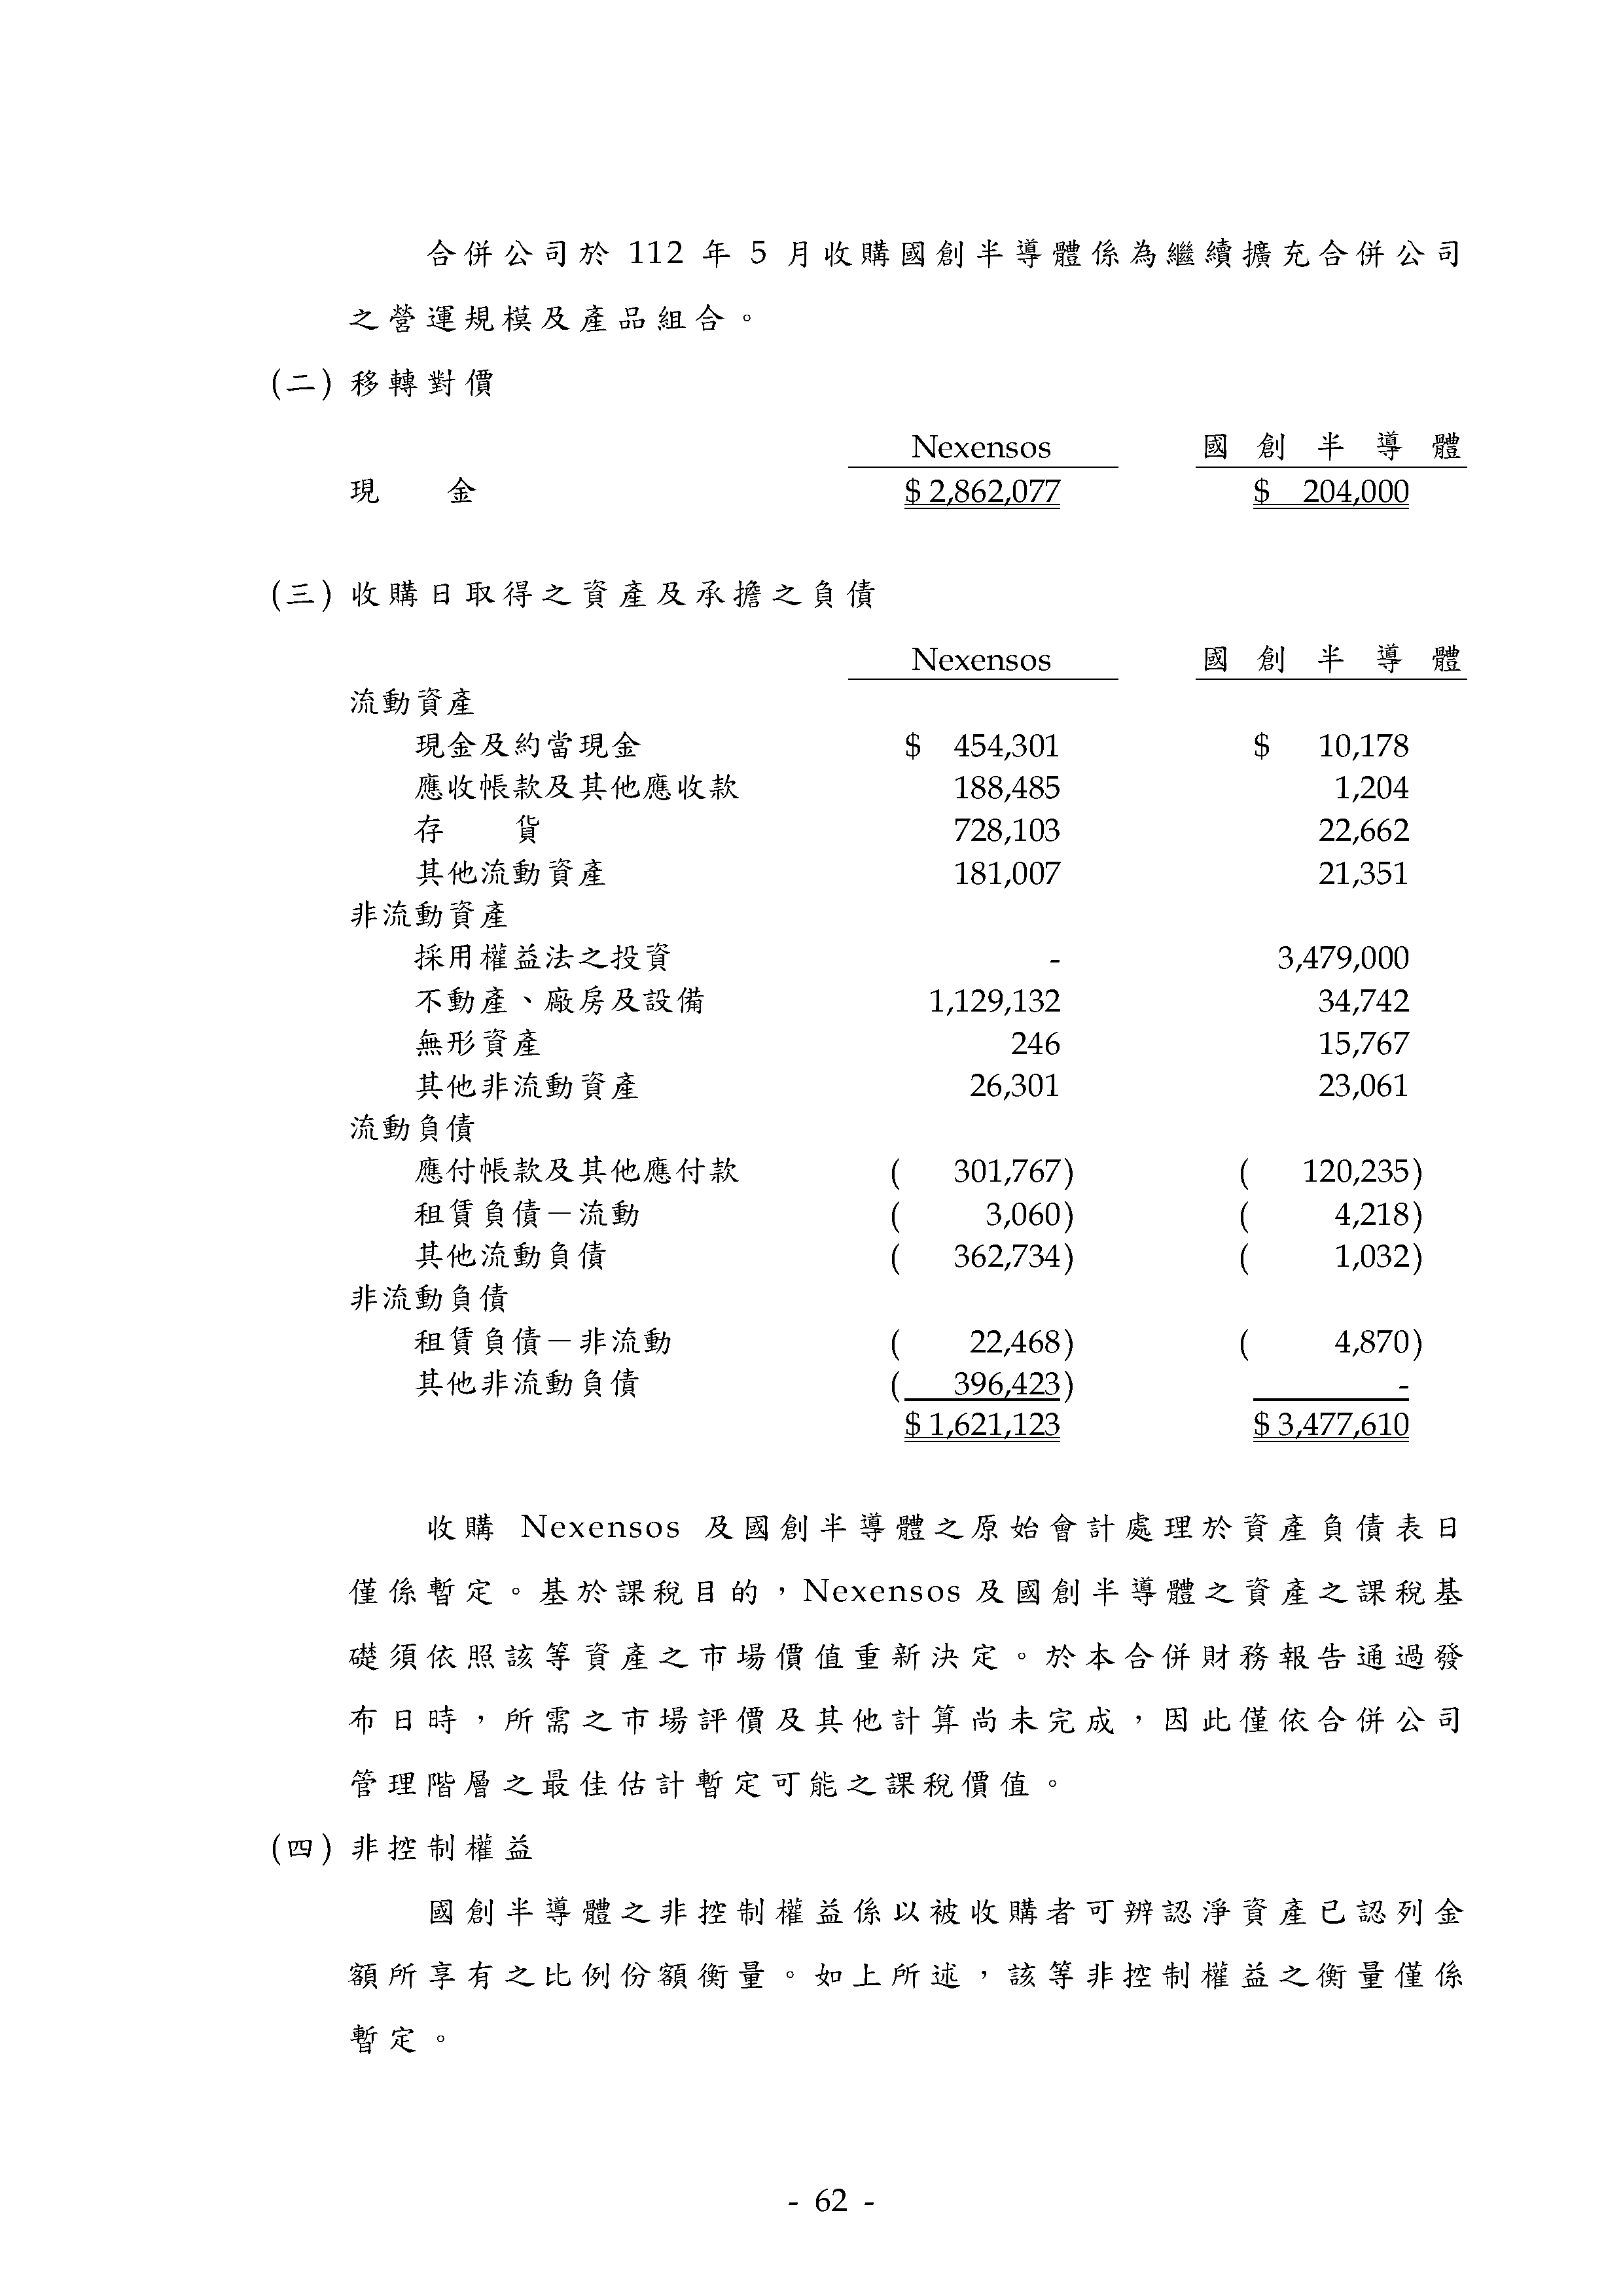 合併公司於 112 年 5 月收購國創半導體係為繼續擴充合併公司
之營運規模及產品組合。
(二) 移轉對價
Nexensos 國創半導體
現 金 $ 2,862,077 $ 204,000
(三) 收購日取得之資產及承擔之負債
Nexensos 國創半導體
流動資產
現金及約當現金 $ 454,301 $ 10,178
應收帳款及其他應收款 188,485 1,204
存 貨 728,103 22,662
其他流動資產 181,007 21,351
非流動資產
採用權益法之投資 - 3,479,000
不動產、廠房及設備 1,129,132 34,742
無形資產 246 15,767
其他非流動資產 26,301 23,061
流動負債
應付帳款及其他應付款 ( 301,767) ( 120,235)
租賃負債－流動 ( 3,060) ( 4,218)
其他流動負債 ( 362,734) ( 1,032)
非流動負債
租賃負債－非流動 ( 22,468) ( 4,870)
其他非流動負債 ( 396,423) -
$ 1,621,123 $ 3,477,610
收購 Nexensos 及國創半導體之原始會計處理於資產負債表日
僅係暫定。基於課稅目的，Nexensos 及國創半導體之資產之課稅基
礎須依照該等資產之市場價值重新決定。於本合併財務報告通過發
布日時，所需之市場評價及其他計算尚未完成，因此僅依合併公司
管理階層之最佳估計暫定可能之課稅價值。
(四) 非控制權益
國創半導體之非控制權益係以被收購者可辨認淨資產已認列金
額所享有之比例份額衡量。如上所述，該等非控制權益之衡量僅係
暫定。
- 62 -